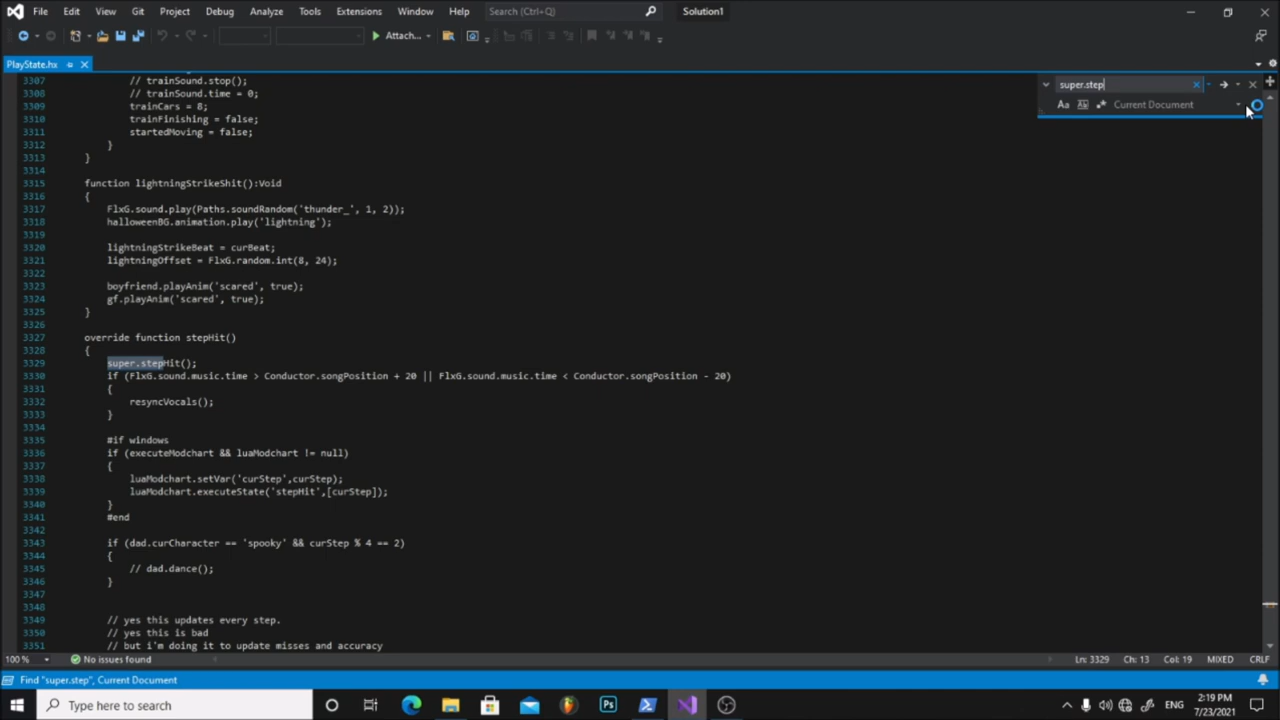 File Edit View Git Project Debug Analyze Tools Extensions Window Help Search (Ctrl+Q) Solution1
Attach...
PlayState.hx
super.step
Aa Current Document
3307 // trainSound.stop();
3308 // trainSound.time = 0;
3309 trainCars = 8;
3310 trainFinishing = false;
3311 startedMoving = false;
3312 }
3313 }
3314
3315 function lightningStrikeShit():Void
3316 {
3317 FlxG.sound.play(Paths.soundRandom('thunder_', 1, 2));
3318 halloweenBG.animation.play('lightning');
3319
3320 lightningStrikeBeat = curBeat;
3321 lightningOffset = FlxG.random.int(8, 24);
3322
3323 boyfriend.playAnim('scared', true);
3324 gf.playAnim('scared', true);
3325 }
3326
3327 override function stepHit()
3328 {
3329 super.stepHit();
3330 if (FlxG.sound.music.time > Conductor.songPosition + 20 || FlxG.sound.music.time < Conductor.songPosition - 20)
3331 {
3332 resyncVocals();
3333 }
3334
3335 #if windows
3336 if (executeModchart && luaModchart != null)
3337 {
3338 luaModchart.setVar('curStep',curStep);
3339 luaModchart.executeState('stepHit',[curStep]);
3340 }
3341 #end
3342
3343 if (dad.curCharacter == 'spooky' && curStep % 4 == 2)
3344 {
3345 // dad.dance();
3346 }
3347
3348
3349 // yes this updates every step.
3350 // yes this is bad
3351 // but i'm doing it to update misses and accuracy
100 % No issues found Ln: 3329 Ch: 13 Col: 19 MIXED CRLF
Find "super.step", Current Document
Type here to search Ps ENG 2:19 PM
7/23/2021